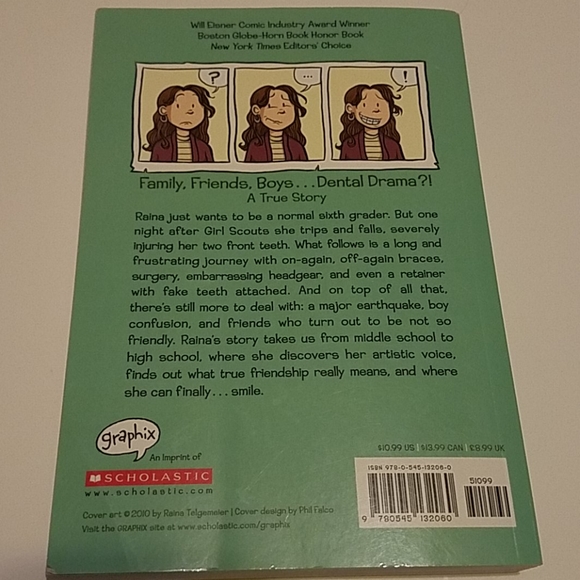 Will Eisner Comic Industry Award Winner
Boston Globe-Horn Book Honor Book
New York Times Editors' Choice
? ... !
Family, Friends, Boys...Dental Drama?!
A True Story
Raina just wants to be a normal sixth grader. But one
night after Girl Scouts she trips and falls, severely
injuring her two front teeth. What follows is a long and
frustrating journey with on-again, off-again braces,
surgery, embarrassing headgear, and even a retainer
with fake teeth attached. And on top of all that,
there's still more to deal with: a major earthquake, boy
confusion, and friends who turn out to be not so
friendly. Raina's story takes us from middle school to
high school, where she discovers her artistic voice,
finds out what true friendship really means, and where
she can finally...smile.
graphix
An Imprint of
SCHOLASTIC
www.scholastic.com
$10.99 US | $13.99 CAN | £8.99 UK
ISBN 978-0-545-13206-0
51099
9 780545 132060
Cover art © 2010 by Raina Telgemeier | Cover design by Phil Falco
Visit the GRAPHIX site at www.scholastic.com/graphix